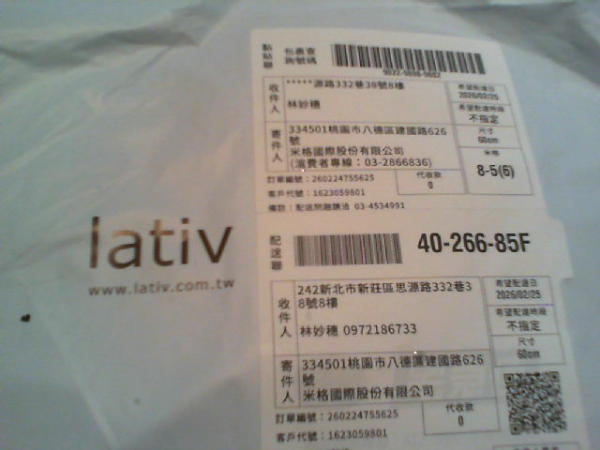 lativ
www.lativ.com.tw
黏貼聯
包裹查詢號碼
9022-5698-9682
收件人
*****源路332巷38號8樓
林妙穗
希望配達日
2026/02/25
希望配達時段
不指定
寄件人
334501桃園市八德區建國路626
號
米格國際股份有限公司
(消費者專線：03-2866836)
尺寸
60cm
米格
8-5(6)
訂單編號：260224755625
代收款
0
客戶代號：1623059801
備註：配送問題請洽 03-4534991
配送聯
40-266-85F
收件人
242新北市新莊區思源路332巷3
8號8樓
林妙穗 0972186733
希望配達日
2026/02/25
希望配達時段
不指定
寄件人
334501桃園市八德區建國路626
號
米格國際股份有限公司
尺寸
60cm
訂單編號：260224755625
代收款
0
客戶代號：1623059801